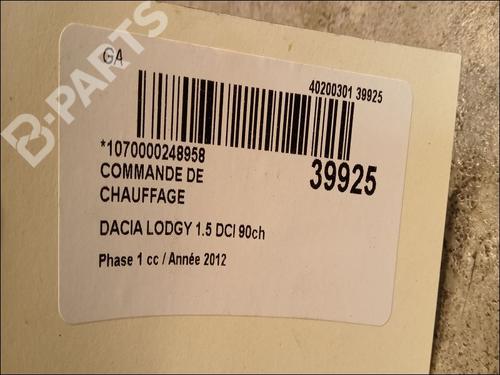 GA
40200301 39925
*1070000248958
39925
COMMANDE DE
CHAUFFAGE
DACIA LODGY 1.5 DCI 90ch
Phase 1 cc / Année 2012
B-PARTS